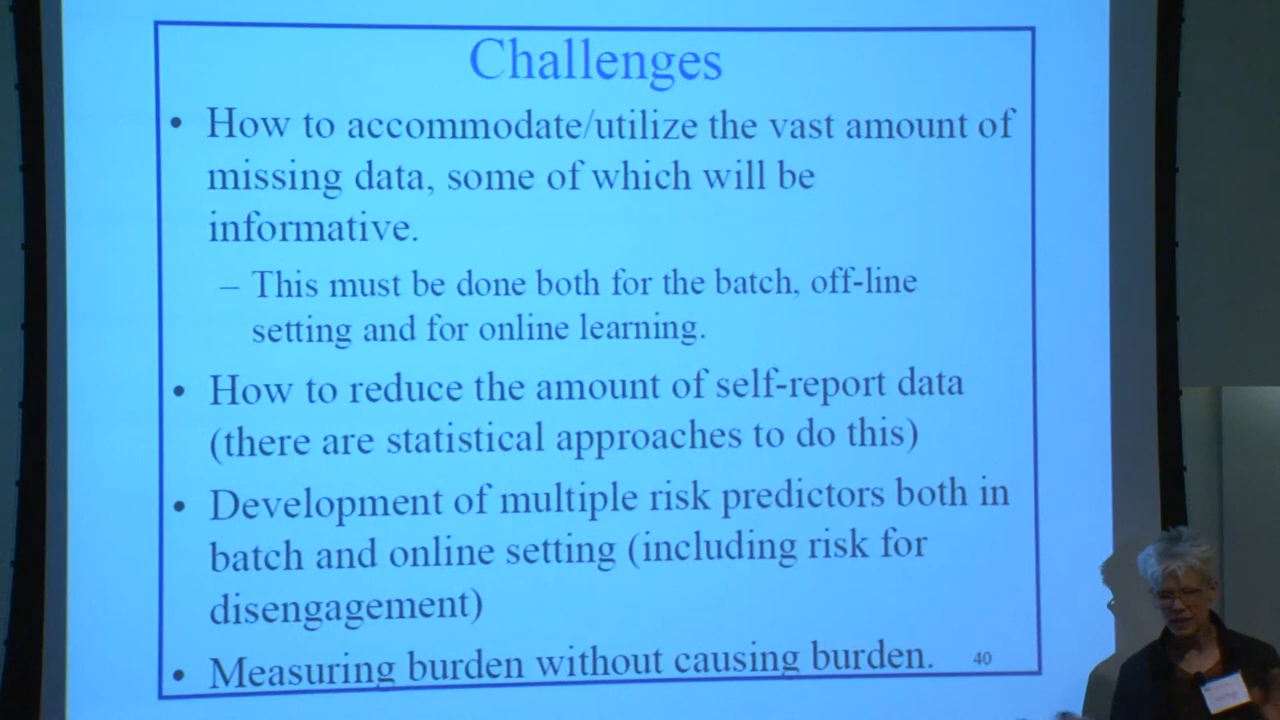 Challenges
• How to accommodate/utilize the vast amount of
missing data, some of which will be
informative.
– This must be done both for the batch, off-line
setting and for online learning.
• How to reduce the amount of self-report data
(there are statistical approaches to do this)
• Development of multiple risk predictors both in
batch and online setting (including risk for
disengagement)
• Measuring burden without causing burden.
40